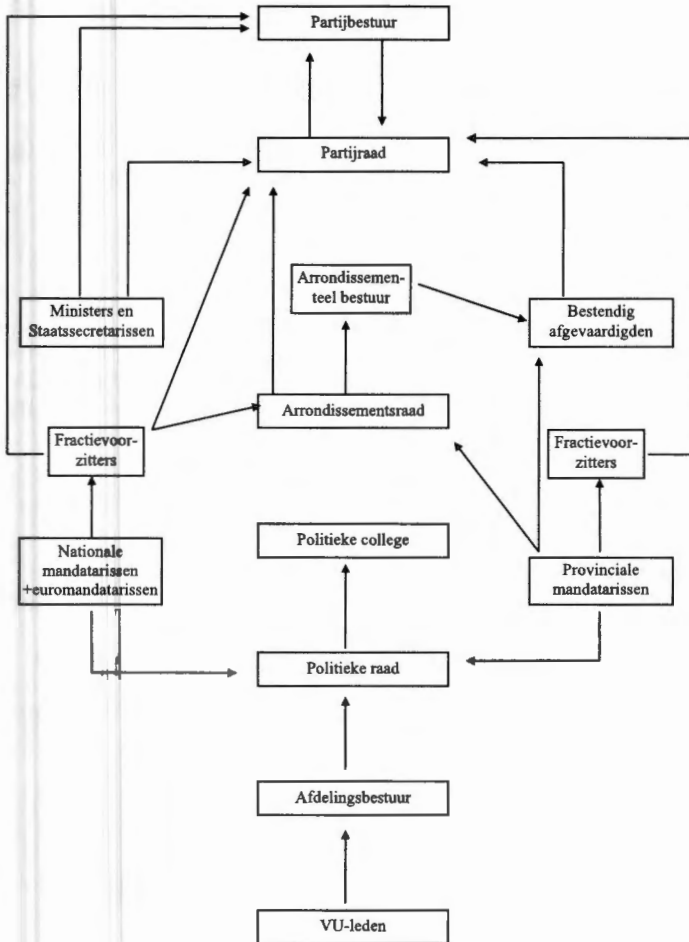 Partijbestuur
Partijraad
Arrondissemen-
teel bestuur
Ministers en
Staatssecretarissen
Bestendig
afgevaardigden
Arrondissementsraad
Fractievoor-
zitters
Fractievoor-
zitters
Politieke college
Nationale
mandatarissen
+euromandatarissen
Provinciale
mandatarissen
Politieke raad
Afdelingsbestuur
VU-leden